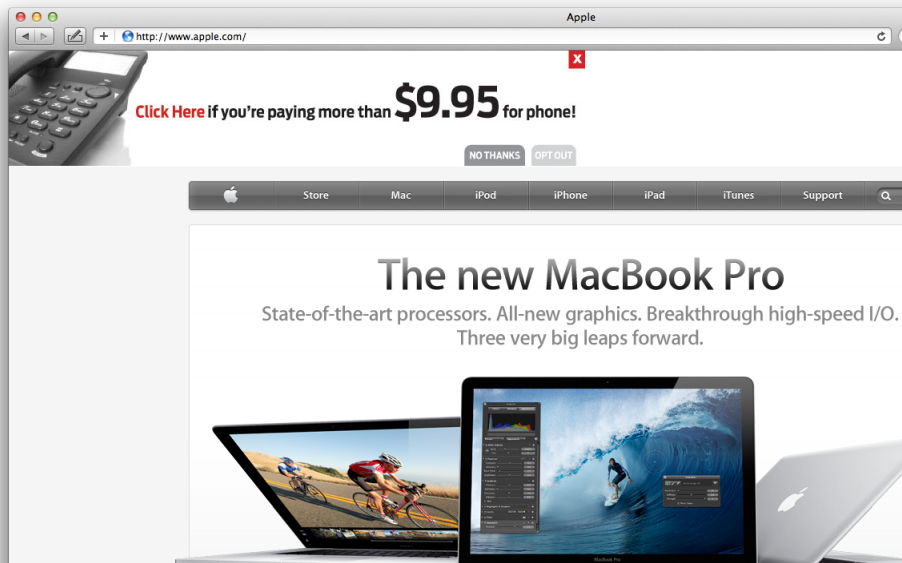 Apple
http://www.apple.com/
X
Click Here if you're paying more than $9.95 for phone!
NO THANKS OPT OUT
Store Mac iPod iPhone iPad iTunes Support
The new MacBook Pro
State-of-the-art processors. All-new graphics. Breakthrough high-speed I/O.
Three very big leaps forward.
MacBook Pro